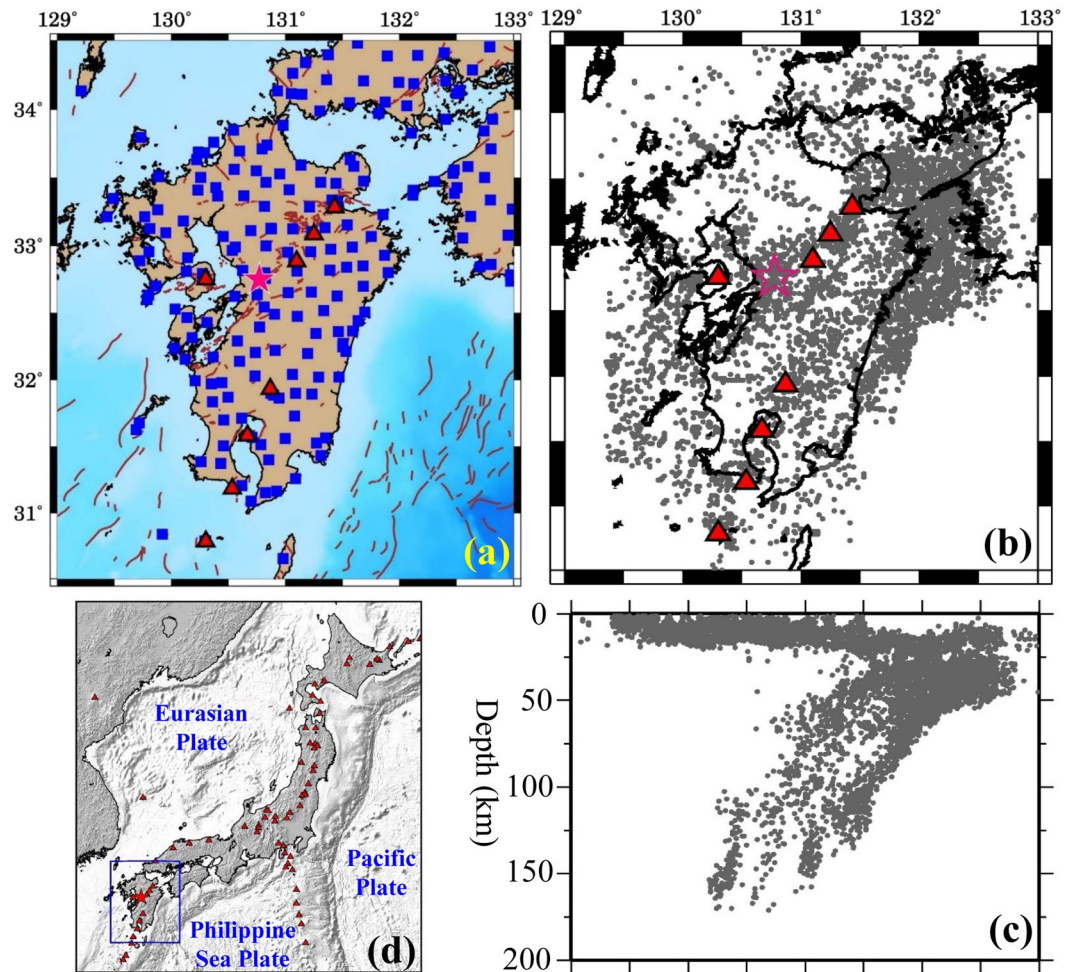 129° 130° 131° 132° 133°
129° 130° 131° 132° 133°
34°
33°
32°
31°
(a)
(b)
Eurasian
Plate
Pacific
Plate
Philippine
Sea Plate
(d)
0
50
100
150
200
Depth (km)
(c)